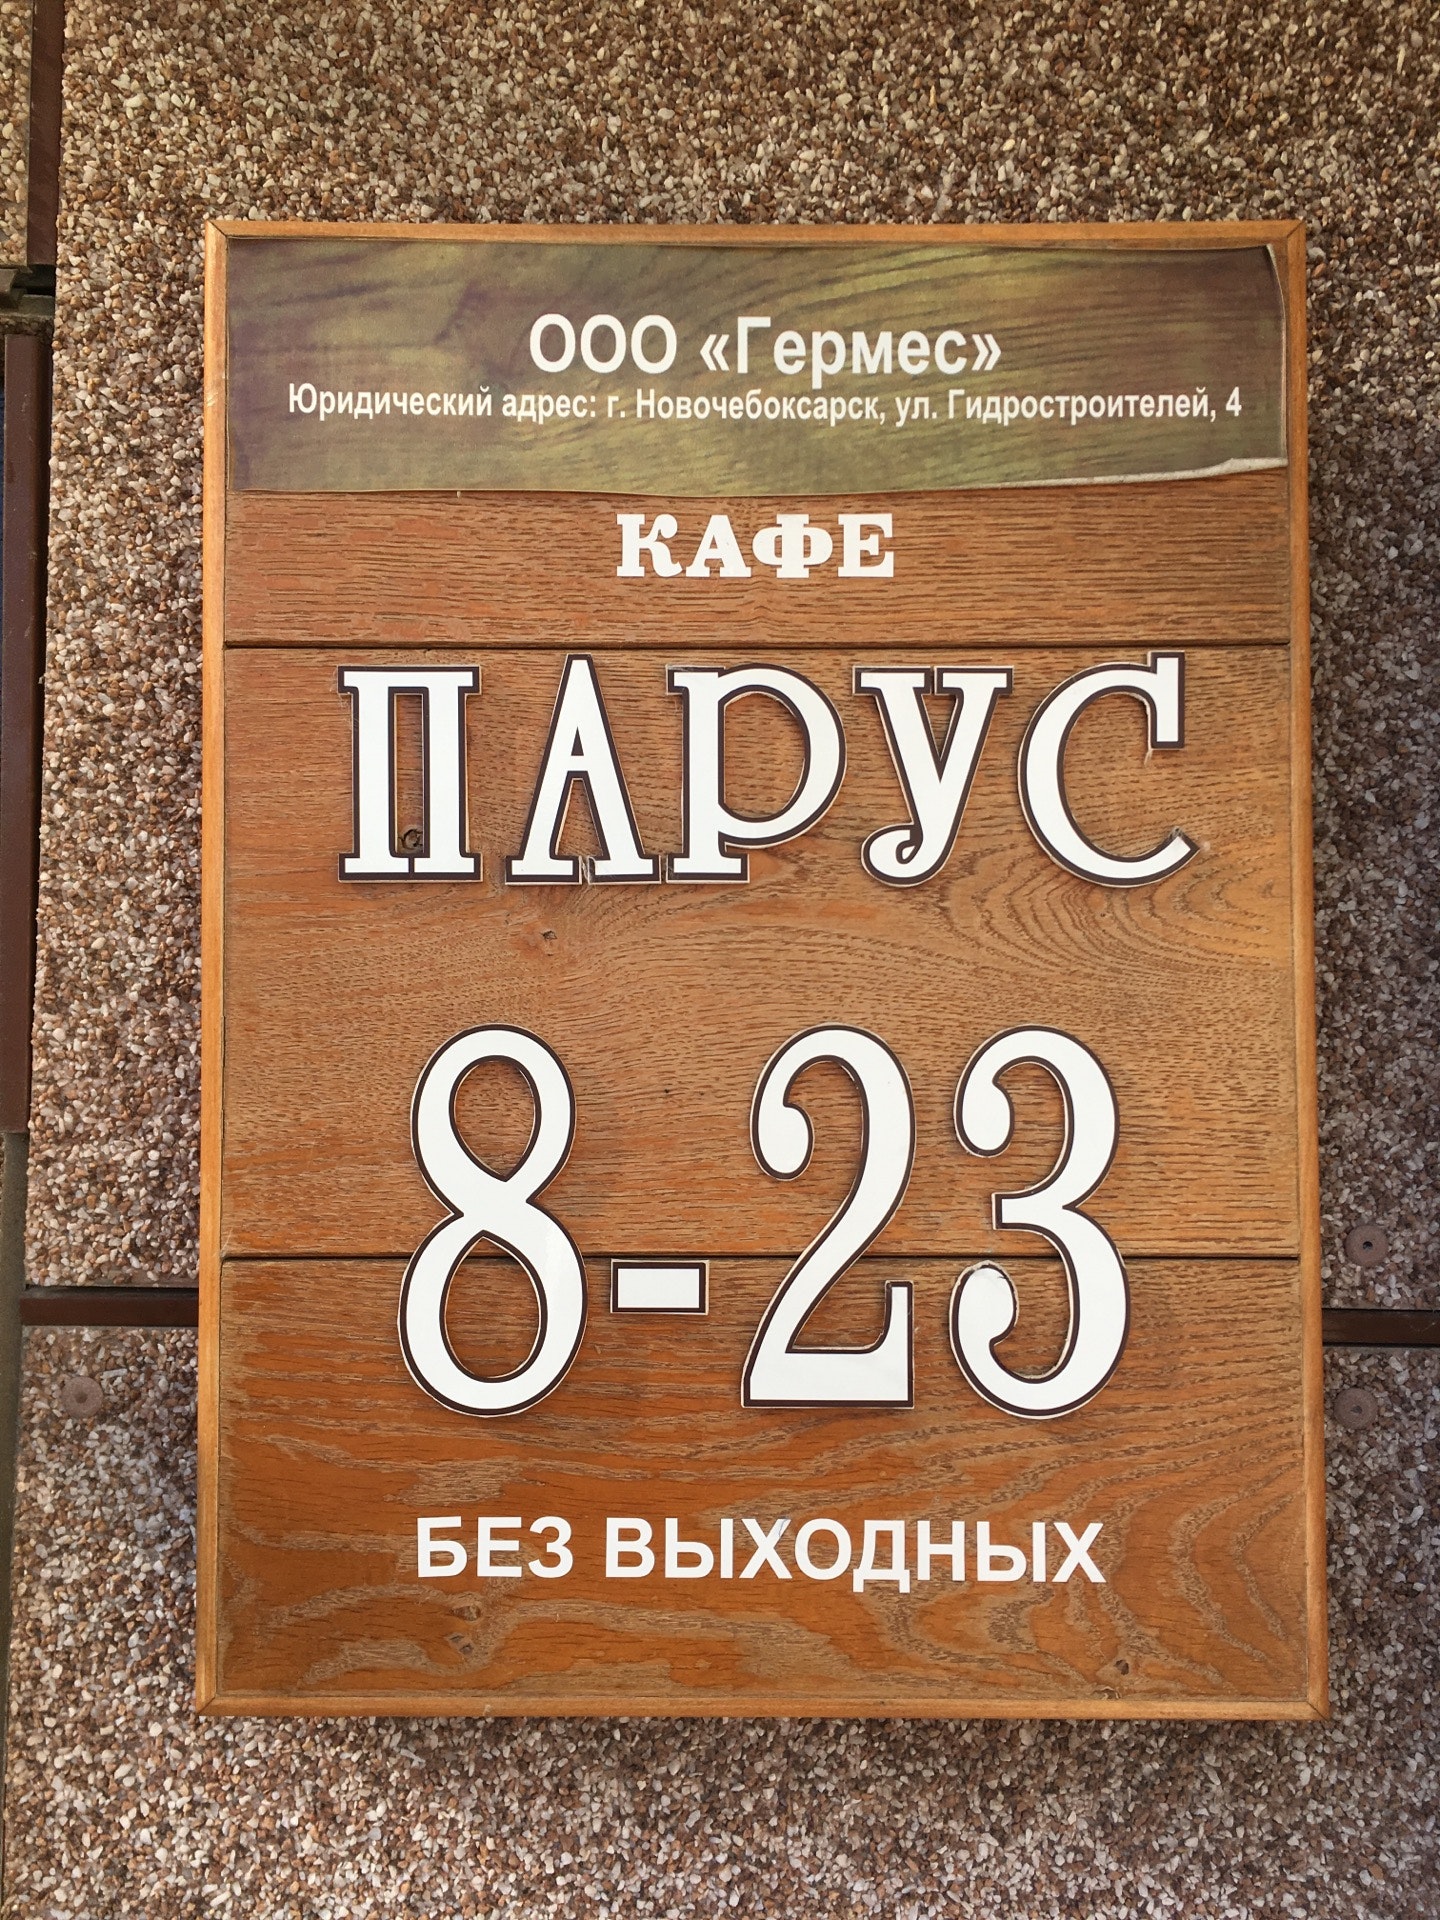 ООО «Гермес»
Юридический адрес: г. Новочебоксарск, ул. Гидростроителей, 4
КАФЕ
ПАРУС
8-23
БЕЗ ВЫХОДНЫХ